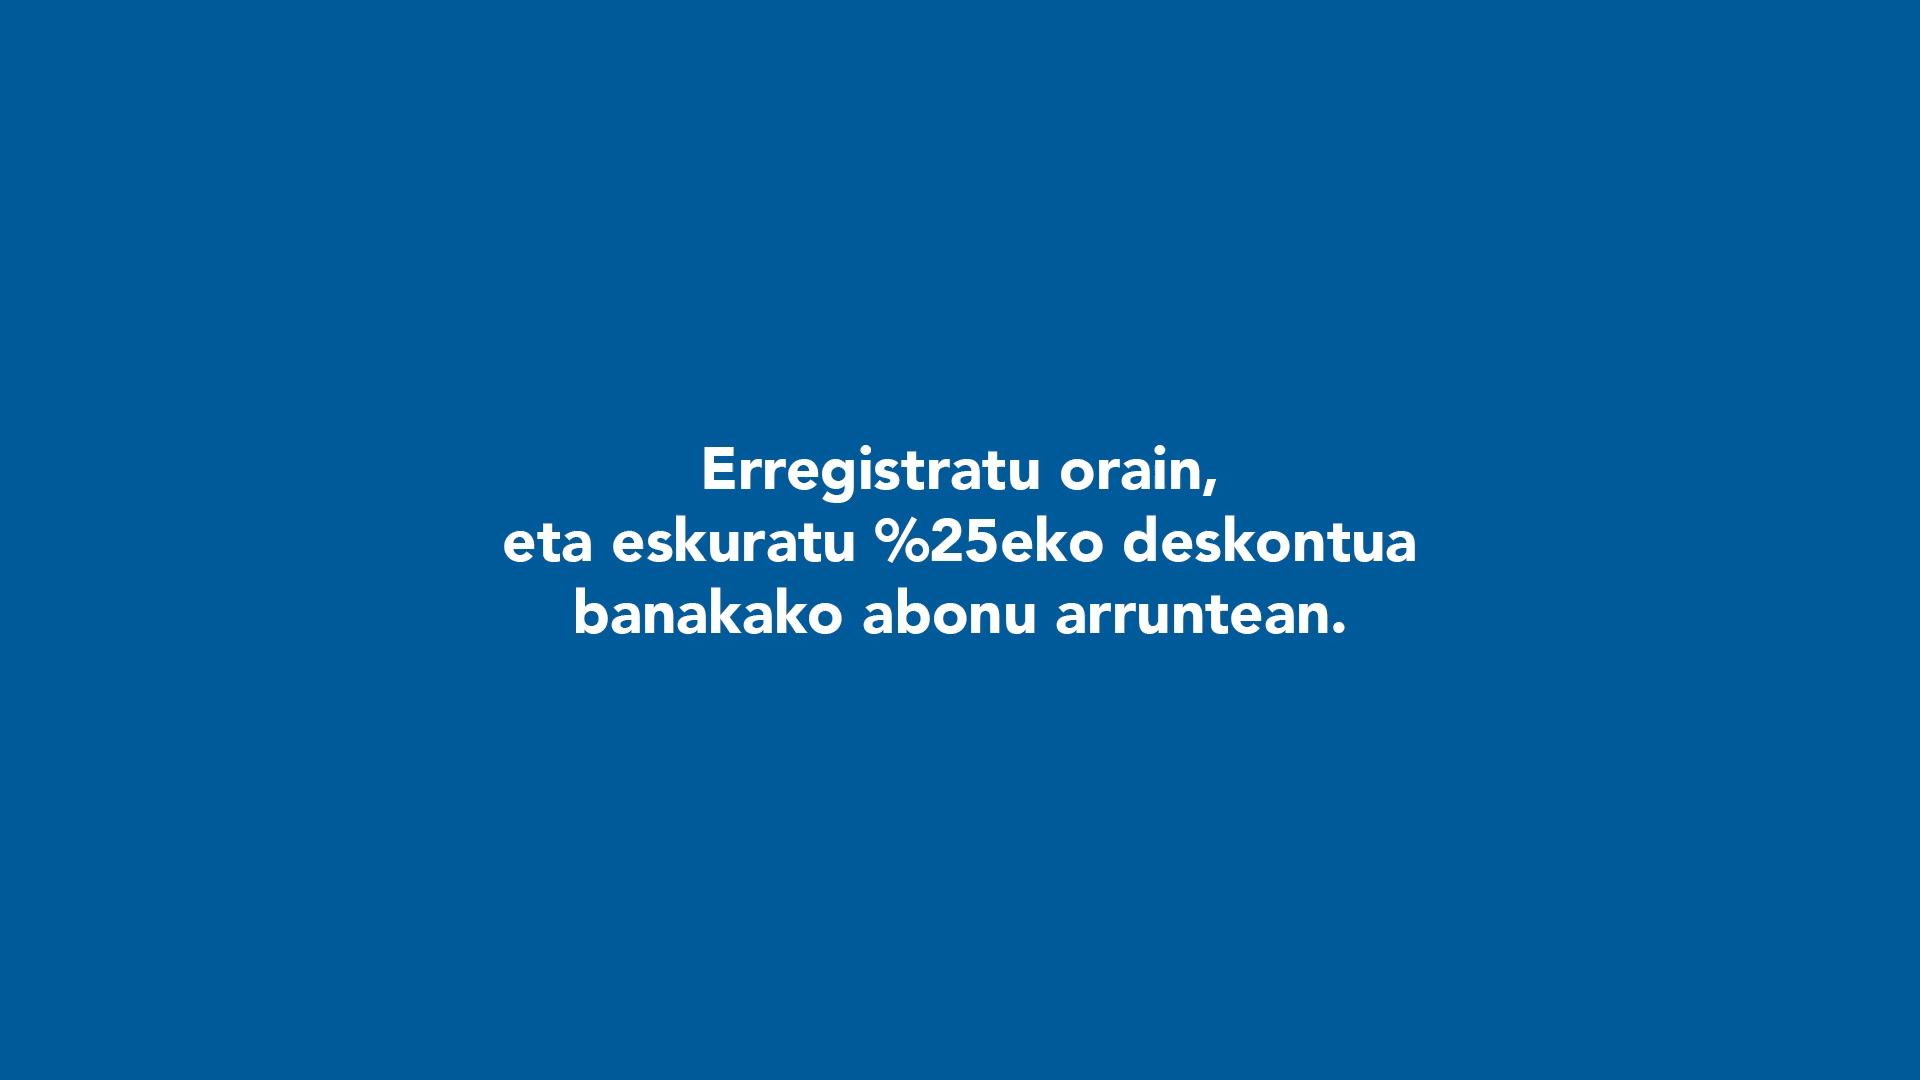 Erregistratu orain,
eta eskuratu %25eko deskontua
banakako abonu arruntean.